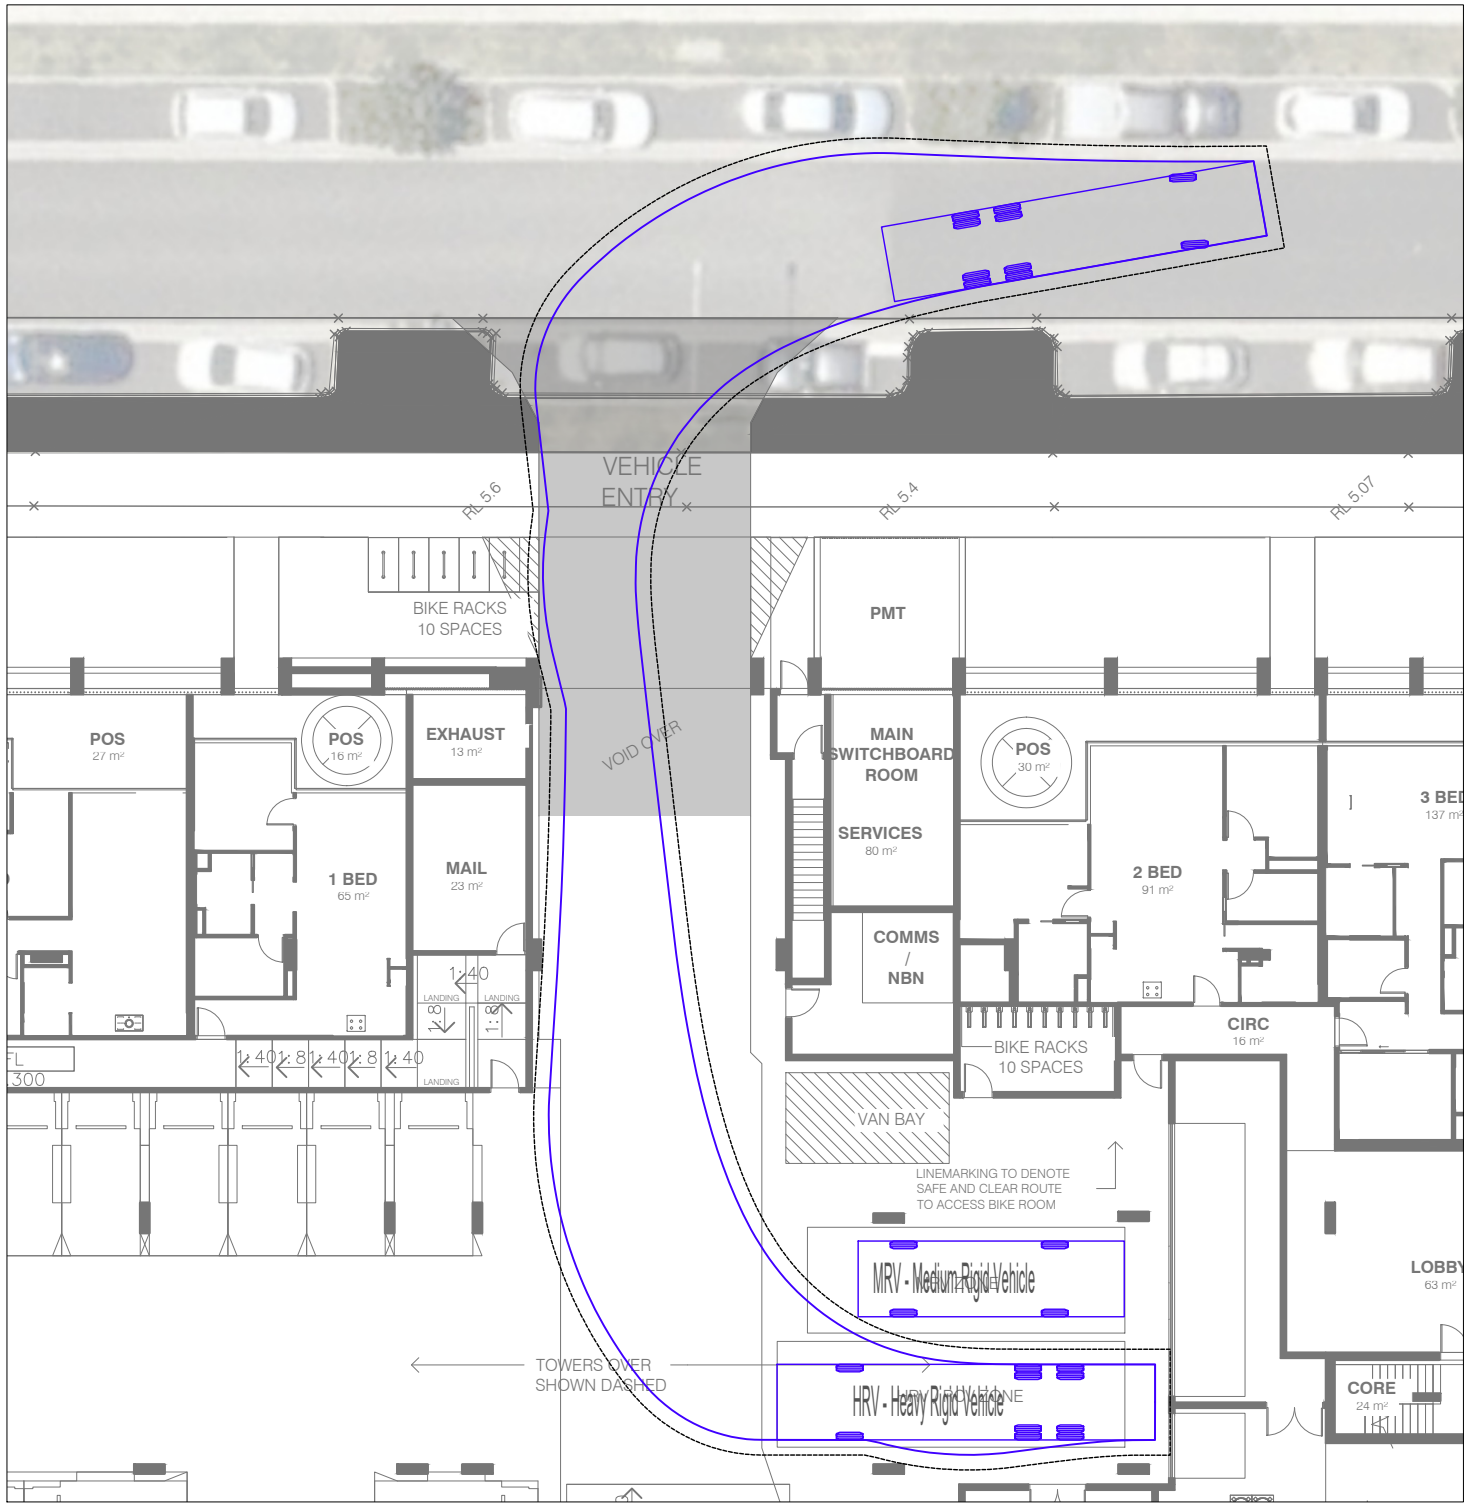 VEHICLE
ENTRY
RL 5.6
RL 5.4
RL 5.07
BIKE RACKS
10 SPACES
PMT
POS
27 m²
POS
16 m²
EXHAUST
13 m²
VOID OVER
MAIN
SWITCHBOARD
ROOM
POS
30 m²
3 BED
137 m²
SERVICES
80 m²
1 BED
65 m²
MAIL
23 m²
2 BED
91 m²
COMMS
/
NBN
1:40
LANDING
LANDING
1:8
1:8
LANDING
CIRC
16 m²
BIKE RACKS
10 SPACES
FL
.300
1:40
1:8
1:40
1:8
1:40
VAN BAY
LINEMARKING TO DENOTE
SAFE AND CLEAR ROUTE
TO ACCESS BIKE ROOM
MRV - Medium Rigid Vehicle
LOBBY
63 m²
TOWERS OVER
SHOWN DASHED
HRV - Heavy Rigid Vehicle
CORE
24 m²